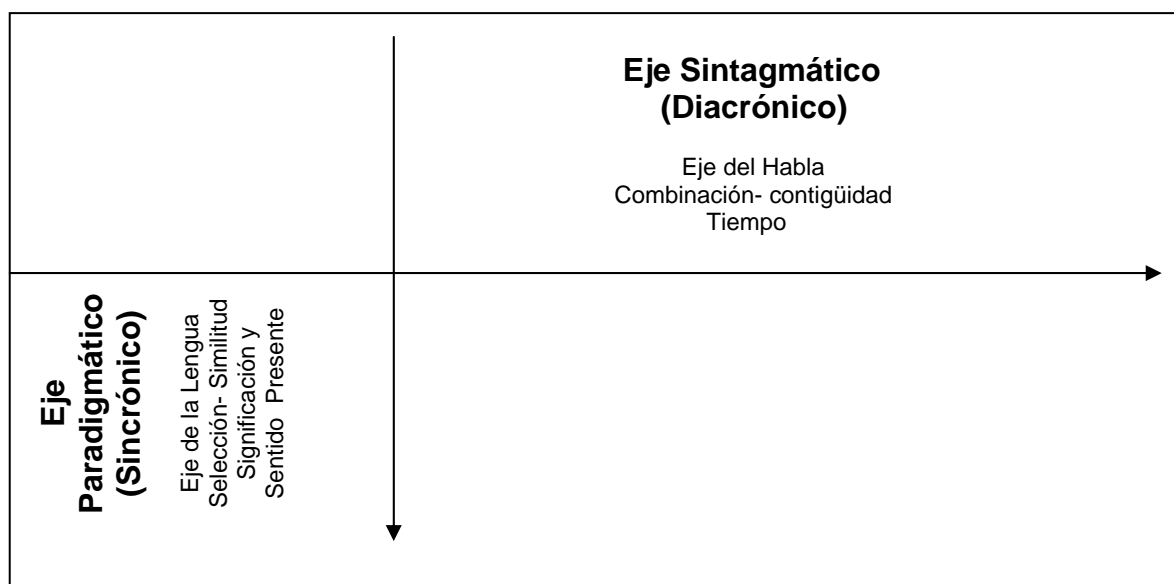 Eje Sintagmático
(Diacrónico)
Eje del Habla
Combinación- contigüidad
Tiempo
Eje
Paradigmático
(Sincrónico)
Eje de la Lengua
Selección- Similitud
Significación y
Sentido Presente